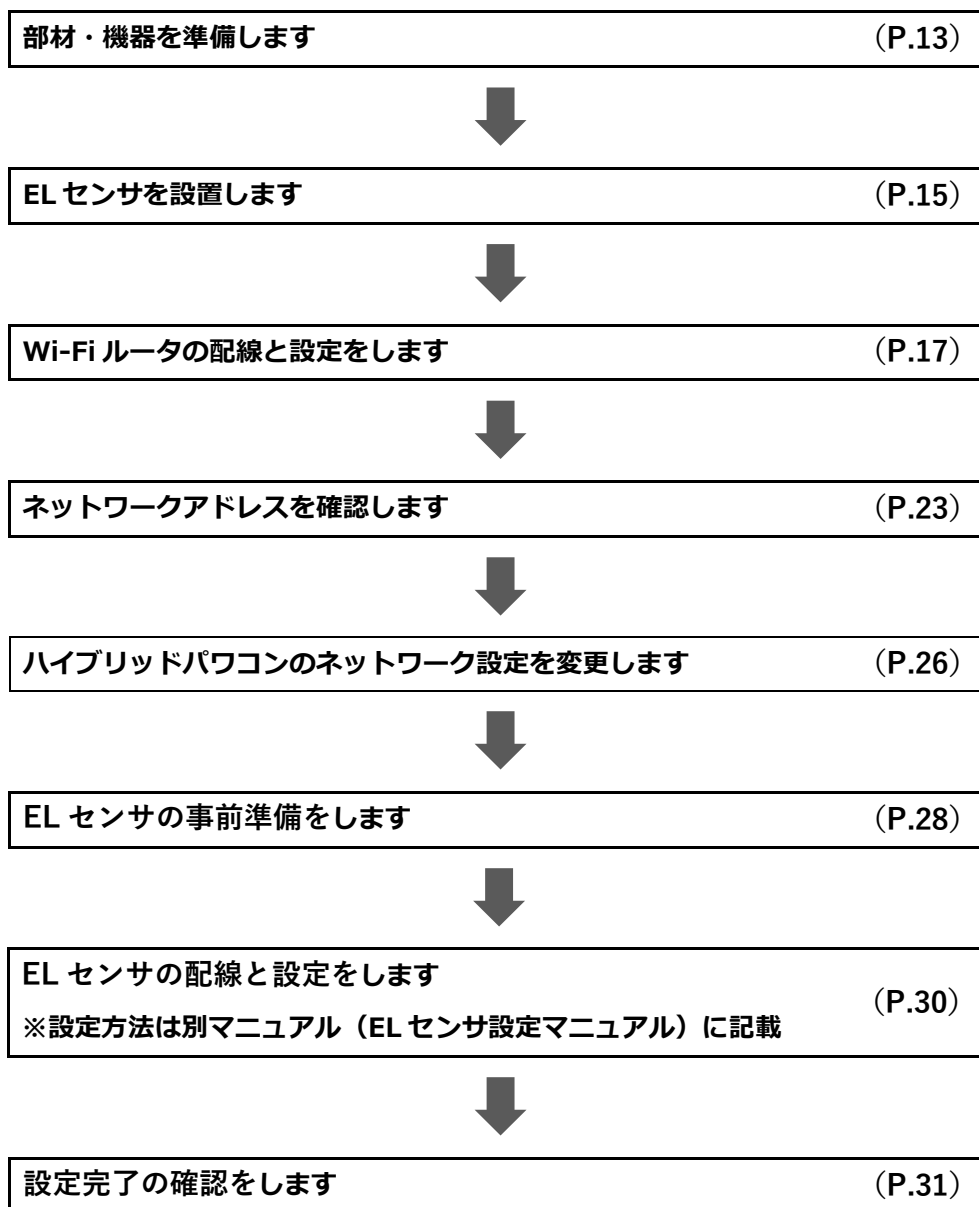 部材・機器を準備します (P.13)
EL センサを設置します (P.15)
Wi-Fi ルータの配線と設定をします (P.17)
ネットワークアドレスを確認します (P.23)
ハイブリッドパワコンのネットワーク設定を変更します (P.26)
EL センサの事前準備をします (P.28)
EL センサの配線と設定をします (P.30)
※設定方法は別マニュアル（EL センサ設定マニュアル）に記載
設定完了の確認をします (P.31)